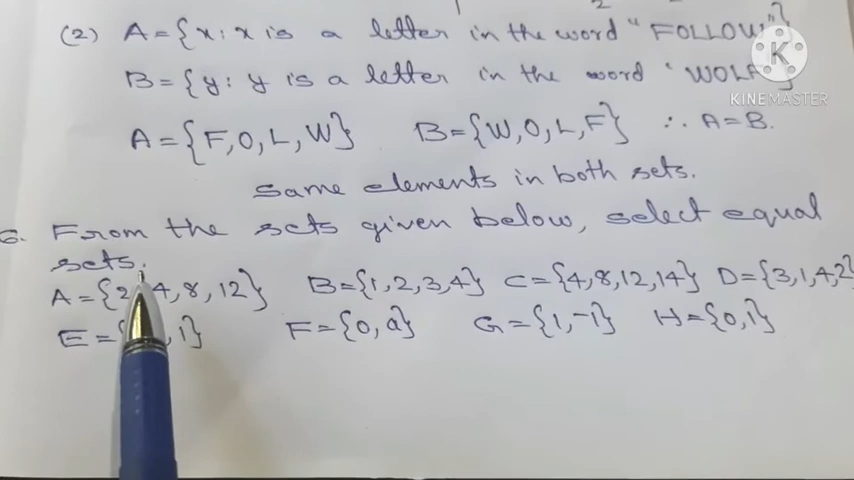 (2) A={x: x is a letter in the word "FOLLOW"}
B={y: y is a letter in the word "WOLF"}
KINEMASTER
A={F,O,L,W} B={W,O,L,F} ∴ A=B.
same elements in both sets.
6. From the sets given below, select equal
sets.
A={2,4,8,12} B={1,2,3,4} C={4,8,12,14} D={3,1,4,2}
E={ ,1} F={0,a} G={1,-1} H={0,1}